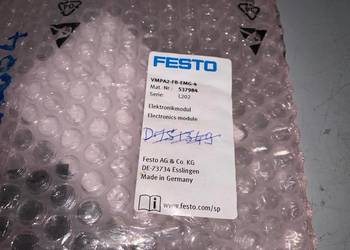 FESTO
VMPA2-FB-EMG-4
Mat.-Nr. 537984
Serie: L202
Elektronikmodul
Electronics module
D151349
Festo AG & Co. KG
DE-73734 Esslingen
Made in Germany
www.festo.com/sp